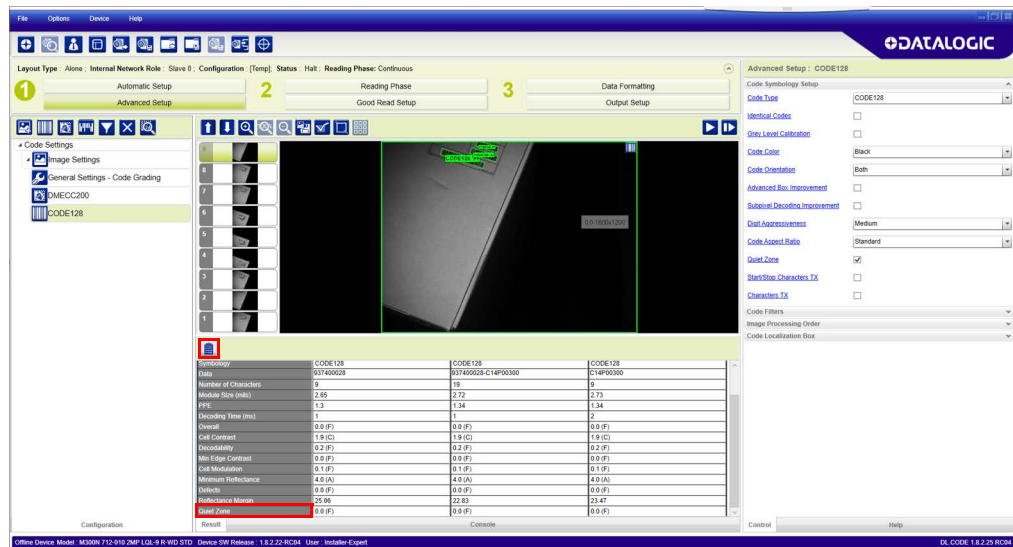 File Options Device Help
DATALOGIC
Layout Type : Alone ; Internal Network Role : Slave 0 ; Configuration : [Temp]; Status : Halt ; Reading Phase: Continuous
1 Automatic Setup 2 Reading Phase 3 Data Formatting
Advanced Setup Good Read Setup Output Setup
Code Settings
Image Settings
General Settings - Code Grading
DMECC200
CODE128
8
7
6
5
4
3
2
1
CODE128
0,0-1600x1200
Symbology CODE128 CODE128 CODE128
Data 937400028 937400028-C14P00300 C14P00300
Number of Characters 9 19 9
Module Size (mils) 2.65 2.72 2.73
PPE 1.3 1.34 1.34
Decoding Time (ms) 1 1 2
Overall 0.0 (F) 0.0 (F) 0.0 (F)
Cell Contrast 1.9 (C) 1.9 (C) 1.9 (C)
Decodability 0.2 (F) 0.2 (F) 0.2 (F)
Min Edge Contrast 0.0 (F) 0.0 (F) 0.0 (F)
Cell Modulation 0.1 (F) 0.1 (F) 0.1 (F)
Minimum Reflectance 4.0 (A) 4.0 (A) 4.0 (A)
Defects 0.0 (F) 0.0 (F) 0.0 (F)
Reflectance Margin 25.06 22.83 23.47
Quiet Zone 0.0 (F) 0.0 (F) 0.0 (F)
Configuration Result Console
Advanced Setup : CODE128
Code Symbology Setup
Code Type CODE128
Identical Codes
Grey Level Calibration
Code Color Black
Code Orientation Both
Advanced Box Improvement
Subpixel Decoding Improvement
Digit Aggressiveness Medium
Code Aspect Ratio Standard
Quiet Zone
Start/Stop Characters TX
Characters TX
Code Filters
Image Processing Order
Code Localization Box
Control Help
Offline Device Model : M300N 712-010 2MP LQL-9 R-WD STD Device SW Release : 1.8.2.22-RC04 User : Installer-Expert DL.CODE 1.8.2.25 RC04